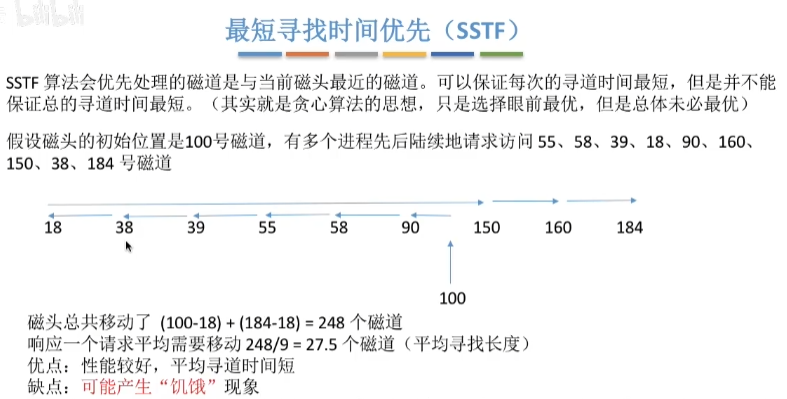 bilibili
最短寻找时间优先（SSTF）
SSTF 算法会优先处理的磁道是与当前磁头最近的磁道。可以保证每次的寻道时间最短，但是并不能
保证总的寻道时间最短。（其实就是贪心算法的思想，只是选择眼前最优，但是总体未必最优）
假设磁头的初始位置是100号磁道，有多个进程先后陆续地请求访问 55、58、39、18、90、160、
150、38、184 号磁道
18 38 39 55 58 90 150 160 184
100
磁头总共移动了 (100-18) + (184-18) = 248 个磁道
响应一个请求平均需要移动 248/9 = 27.5 个磁道（平均寻找长度）
优点：性能较好，平均寻道时间短
缺点：可能产生“饥饿”现象